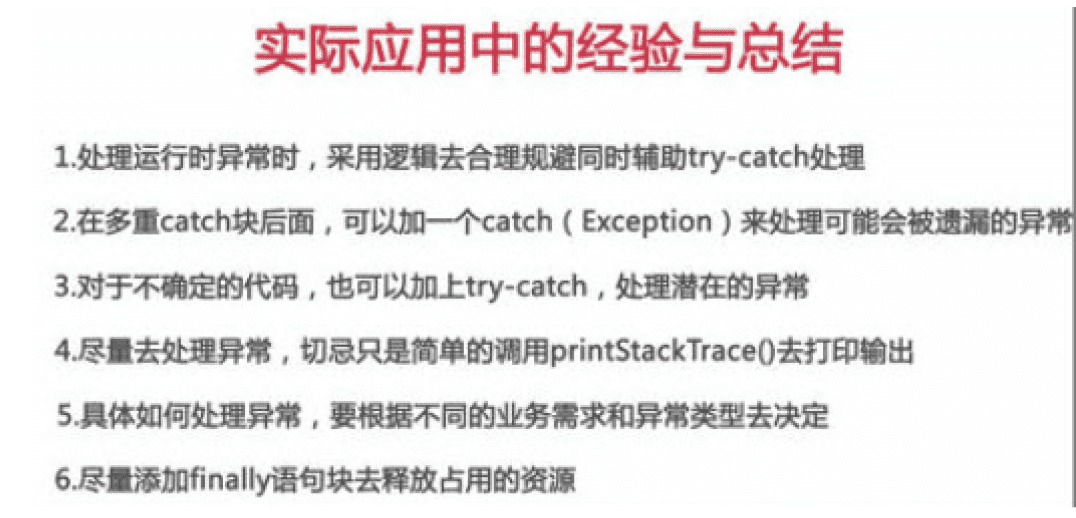 实际应用中的经验与总结
1.处理运行时异常时，采用逻辑去合理规避同时辅助try-catch处理
2.在多重catch块后面，可以加一个catch（Exception）来处理可能会被遗漏的异常
3.对于不确定的代码，也可以加上try-catch，处理潜在的异常
4.尽量去处理异常，切忌只是简单的调用printStackTrace()去打印输出
5.具体如何处理异常，要根据不同的业务需求和异常类型去决定
6.尽量添加finally语句块去释放占用的资源